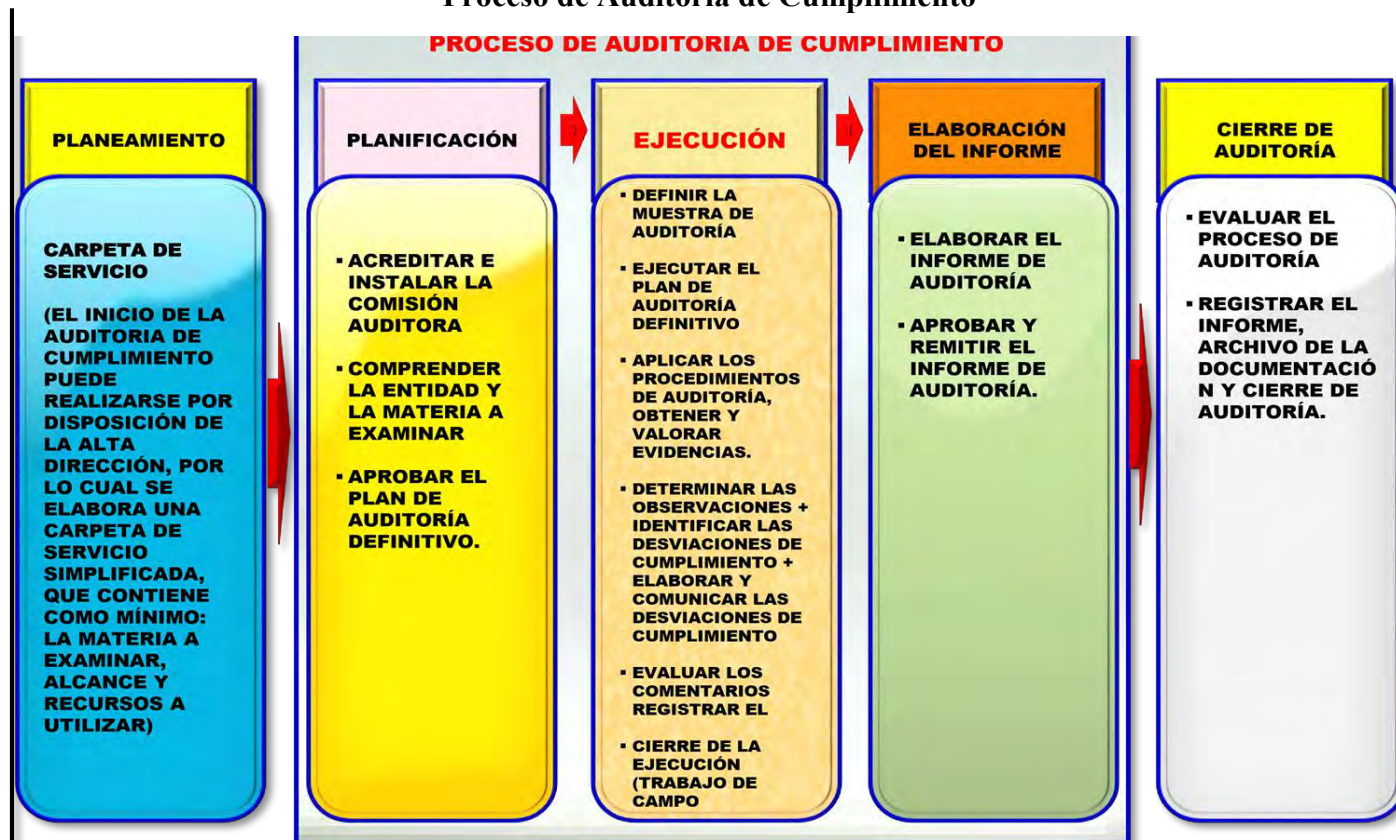 Proceso de Auditoría de Cumplimiento
PROCESO DE AUDITORIA DE CUMPLIMIENTO
PLANEAMIENTO
CARPETA DE
SERVICIO
(EL INICIO DE LA
AUDITORIA DE
CUMPLIMIENTO
PUEDE
REALIZARSE POR
DISPOSICIÓN DE
LA ALTA
DIRECCIÓN, POR
LO CUAL SE
ELABORA UNA
CARPETA DE
SERVICIO
SIMPLIFICADA,
QUE CONTIENE
COMO MÍNIMO:
LA MATERIA A
EXAMINAR,
ALCANCE Y
RECURSOS A
UTILIZAR)
PLANIFICACIÓN
▪ ACREDITAR E
INSTALAR LA
COMISIÓN
AUDITORA
▪ COMPRENDER
LA ENTIDAD Y
LA MATERIA A
EXAMINAR
▪ APROBAR EL
PLAN DE
AUDITORÍA
DEFINITIVO.
EJECUCIÓN
▪ DEFINIR LA
MUESTRA DE
AUDITORÍA
▪ EJECUTAR EL
PLAN DE
AUDITORÍA
DEFINITIVO
▪ APLICAR LOS
PROCEDIMIENTOS
DE AUDITORÍA,
OBTENER Y
VALORAR
EVIDENCIAS.
▪ DETERMINAR LAS
OBSERVACIONES +
IDENTIFICAR LAS
DESVIACIONES DE
CUMPLIMIENTO +
ELABORAR Y
COMUNICAR LAS
DESVIACIONES DE
CUMPLIMIENTO
▪ EVALUAR LOS
COMENTARIOS
REGISTRAR EL
▪ CIERRE DE LA
EJECUCIÓN
(TRABAJO DE
CAMPO
ELABORACIÓN
DEL INFORME
▪ ELABORAR EL
INFORME DE
AUDITORÍA
▪ APROBAR Y
REMITIR EL
INFORME DE
AUDITORÍA.
CIERRE DE
AUDITORÍA
▪ EVALUAR EL
PROCESO DE
AUDITORÍA
▪ REGISTRAR EL
INFORME,
ARCHIVO DE LA
DOCUMENTACIÓ
N Y CIERRE DE
AUDITORÍA.